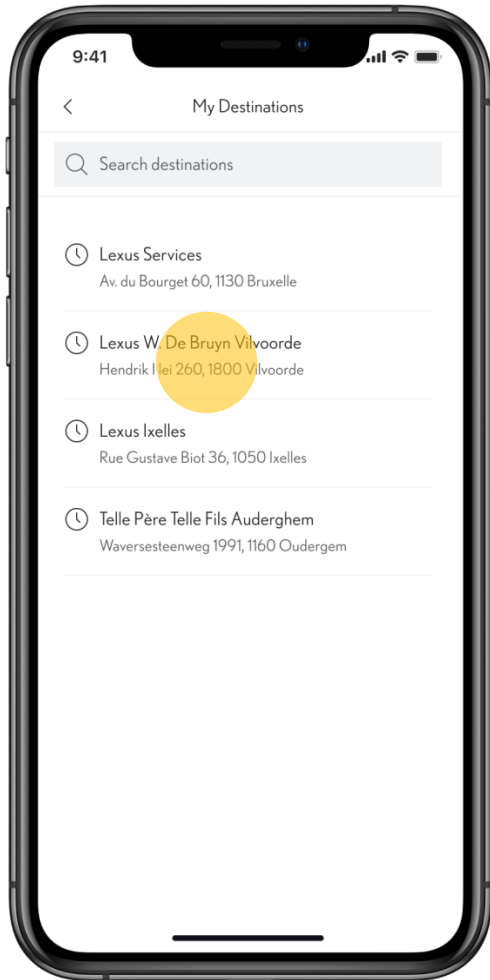 9:41
My Destinations
Search destinations
Lexus Services
Av. du Bourget 60, 1130 Bruxelle
Lexus W. De Bruyn Vilvoorde
Hendrik I lei 260, 1800 Vilvoorde
Lexus Ixelles
Rue Gustave Biot 36, 1050 Ixelles
Telle Père Telle Fils Auderghem
Waversesteenweg 1991, 1160 Oudergem